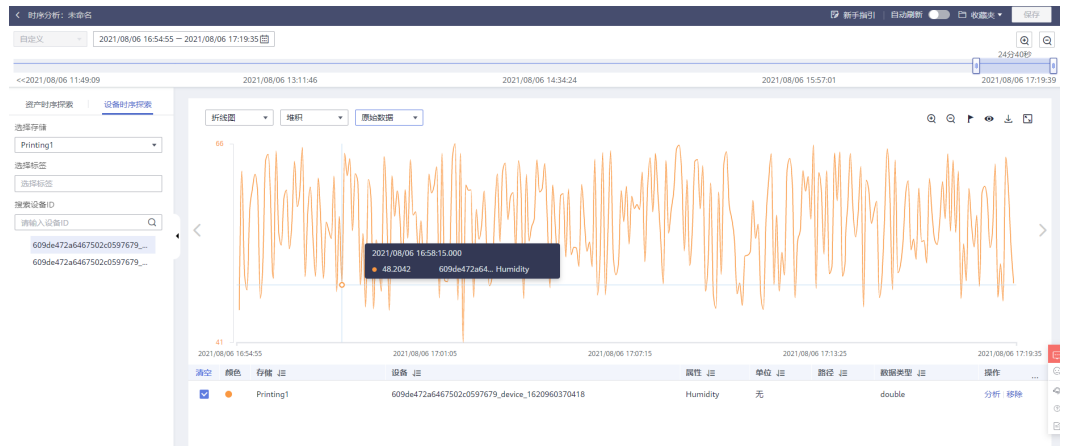 时序分析：未命名 新手指引 自动刷新 收藏夹 保存
自定义 2021/08/06 16:54:55 — 2021/08/06 17:19:35
24分40秒
<<2021/08/06 11:49:09 2021/08/06 13:11:46 2021/08/06 14:34:24 2021/08/06 15:57:01 2021/08/06 17:19:39
资产时序探索 设备时序探索
选择存储
Printing1
选择标签
选择标签
搜索设备ID
请输入设备ID
609de472a6467502c0597679_...
609de472a6467502c0597679_...
折线图 堆积 原始数据
66
2021/08/06 16:58:15.000
48.2042 609de472a64... Humidity
41
2021/08/06 16:54:55 2021/08/06 17:01:05 2021/08/06 17:07:15 2021/08/06 17:13:25 2021/08/06 17:19:35
清空 颜色 存储 设备 属性 单位 路径 数据类型 操作 ...
Printing1 609de472a6467502c0597679_device_1620960370418 Humidity 无 double 分析 移除